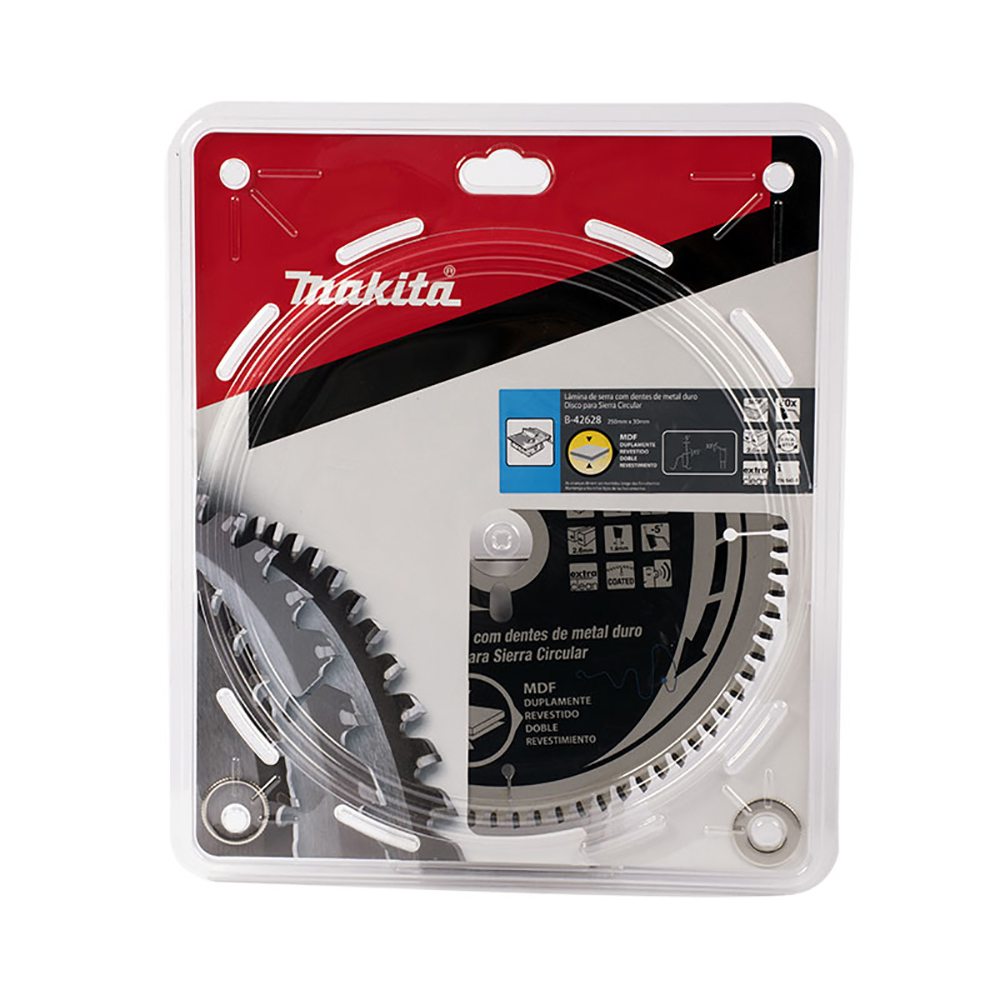 makita®
Lâmina de serra com dentes de metal duro
Disco para Sierra Circular
B-42628 250mm x 30mm
MDF
DUPLAMENTE
REVESTIDO
DOBLE
REVESTIMIENTO
extra
2.6mm 1.8mm -5°
extra COATED
com dentes de metal duro
ara Sierra Circular
MDF
DUPLAMENTE
REVESTIDO
DOBLE
REVESTIMIENTO